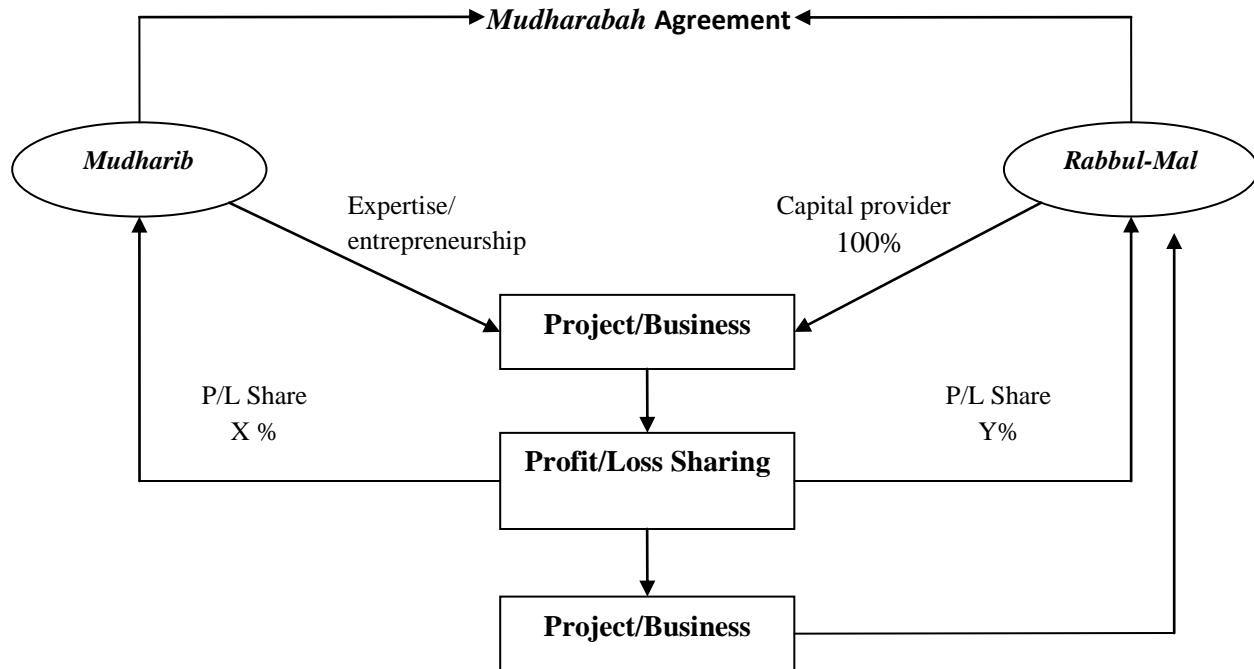 Mudharabah Agreement
Mudharib
Rabbul-Mal
Expertise/
entrepreneurship
Capital provider
100%
Project/Business
P/L Share
X %
P/L Share
Y%
Profit/Loss Sharing
Project/Business